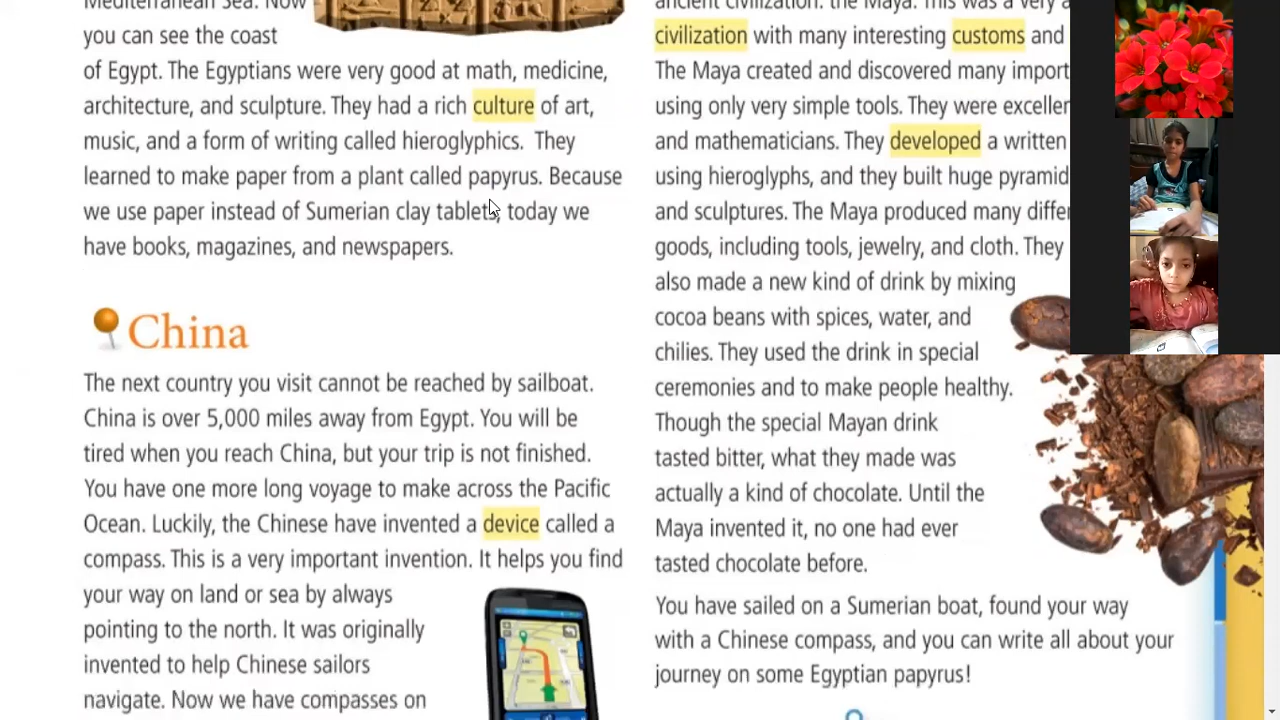 Mediterranean Sea. Now
you can see the coast
of Egypt. The Egyptians were very good at math, medicine,
architecture, and sculpture. They had a rich culture of art,
music, and a form of writing called hieroglyphics. They
learned to make paper from a plant called papyrus. Because
we use paper instead of Sumerian clay tablets, today we
have books, magazines, and newspapers.
China
The next country you visit cannot be reached by sailboat.
China is over 5,000 miles away from Egypt. You will be
tired when you reach China, but your trip is not finished.
You have one more long voyage to make across the Pacific
Ocean. Luckily, the Chinese have invented a device called a
compass. This is a very important invention. It helps you find
your way on land or sea by always
pointing to the north. It was originally
invented to help Chinese sailors
navigate. Now we have compasses on
ancient civilization: the Maya. This was a very a
civilization with many interesting customs and
The Maya created and discovered many import
using only very simple tools. They were exceller
and mathematicians. They developed a written
using hieroglyphs, and they built huge pyramid
and sculptures. The Maya produced many diffe
goods, including tools, jewelry, and cloth. They
also made a new kind of drink by mixing
cocoa beans with spices, water, and
chilies. They used the drink in special
ceremonies and to make people healthy.
Though the special Mayan drink
tasted bitter, what they made was
actually a kind of chocolate. Until the
Maya invented it, no one had ever
tasted chocolate before.
You have sailed on a Sumerian boat, found your way
with a Chinese compass, and you can write all about your
journey on some Egyptian papyrus!